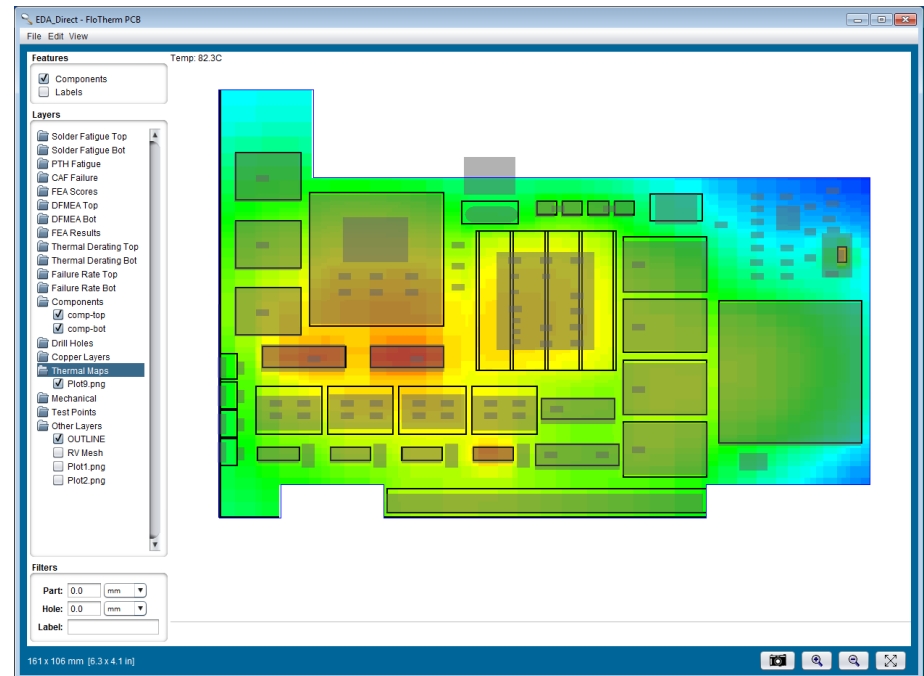 EDA_Direct - FloTherm PCB
File Edit View
Features
Components
Labels
Layers
Solder Fatigue Top
Solder Fatigue Bot
PTH Fatigue
CAF Failure
FEA Scores
DFMEA Top
DFMEA Bot
FEA Results
Thermal Derating Top
Thermal Derating Bot
Failure Rate Top
Failure Rate Bot
Components
comp-top
comp-bot
Drill Holes
Copper Layers
Thermal Maps
Plot9.png
Mechanical
Test Points
Other Layers
OUTLINE
RV Mesh
Plot1.png
Plot2.png
Filters
Part: 0.0 mm
Hole: 0.0 mm
Label:
Temp: 82.3C
161 x 106 mm [6.3 x 4.1 in]